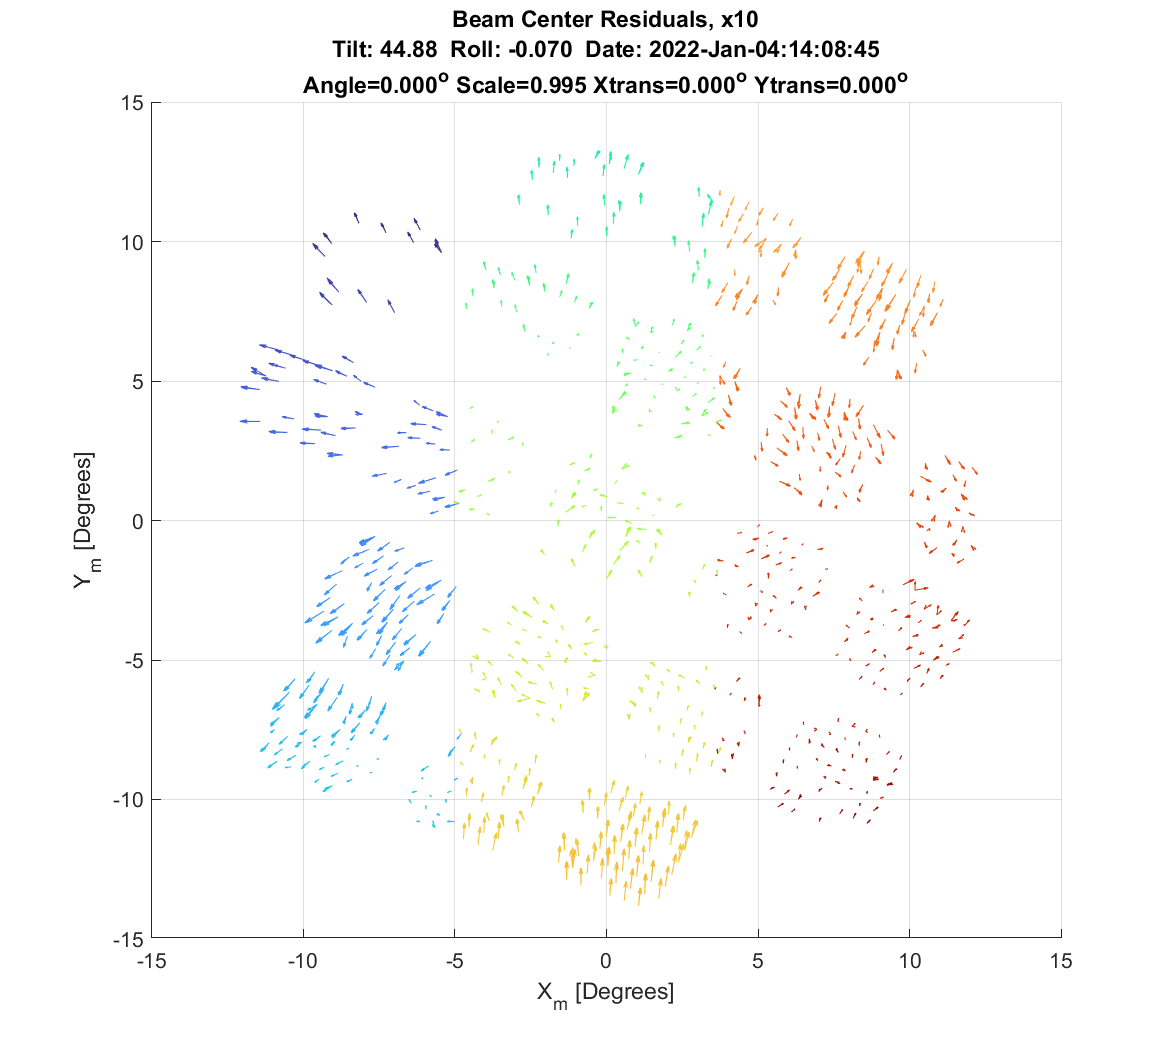 Beam Center Residuals, x10
Tilt: 44.88 Roll: -0.070 Date: 2022-Jan-04:14:08:45
Angle=0.000° Scale=0.995 Xtrans=0.000° Ytrans=0.000°
15
10
5
0
-5
-10
-15
Y_m [Degrees]
-15 -10 -5 0 5 10 15
X_m [Degrees]